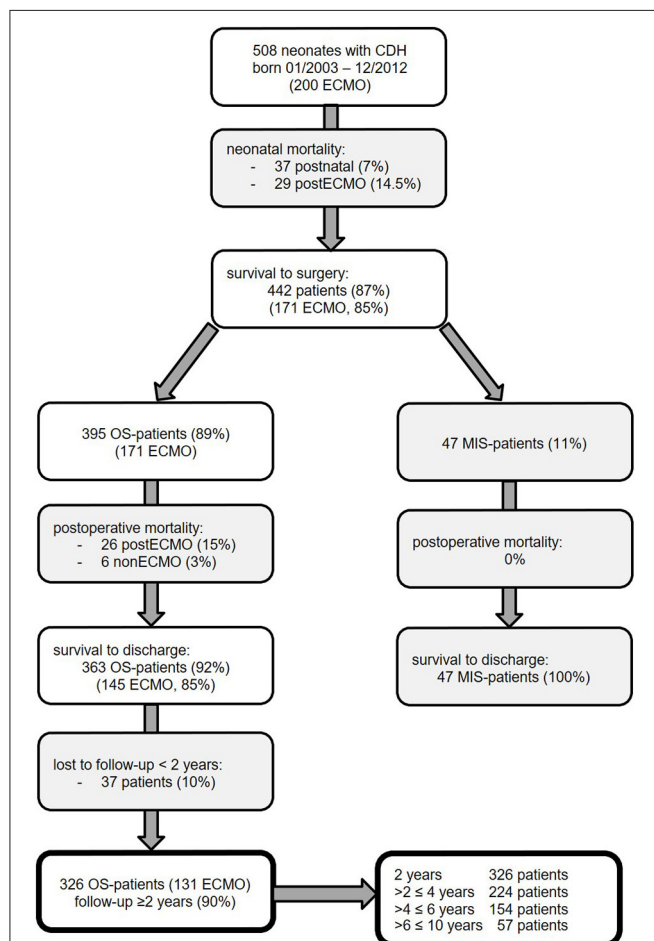 508 neonates with CDH
born 01/2003 – 12/2012
(200 ECMO)
neonatal mortality:
- 37 postnatal (7%)
- 29 postECMO (14.5%)
survival to surgery:
442 patients (87%)
(171 ECMO, 85%)
395 OS-patients (89%)
(171 ECMO)
47 MIS-patients (11%)
postoperative mortality:
- 26 postECMO (15%)
- 6 nonECMO (3%)
postoperative mortality:
0%
survival to discharge:
363 OS-patients (92%)
(145 ECMO, 85%)
survival to discharge:
47 MIS-patients (100%)
lost to follow-up < 2 years:
- 37 patients (10%)
326 OS-patients (131 ECMO)
follow-up ≥2 years (90%)
2 years 326 patients
>2 ≤ 4 years 224 patients
>4 ≤ 6 years 154 patients
>6 ≤ 10 years 57 patients